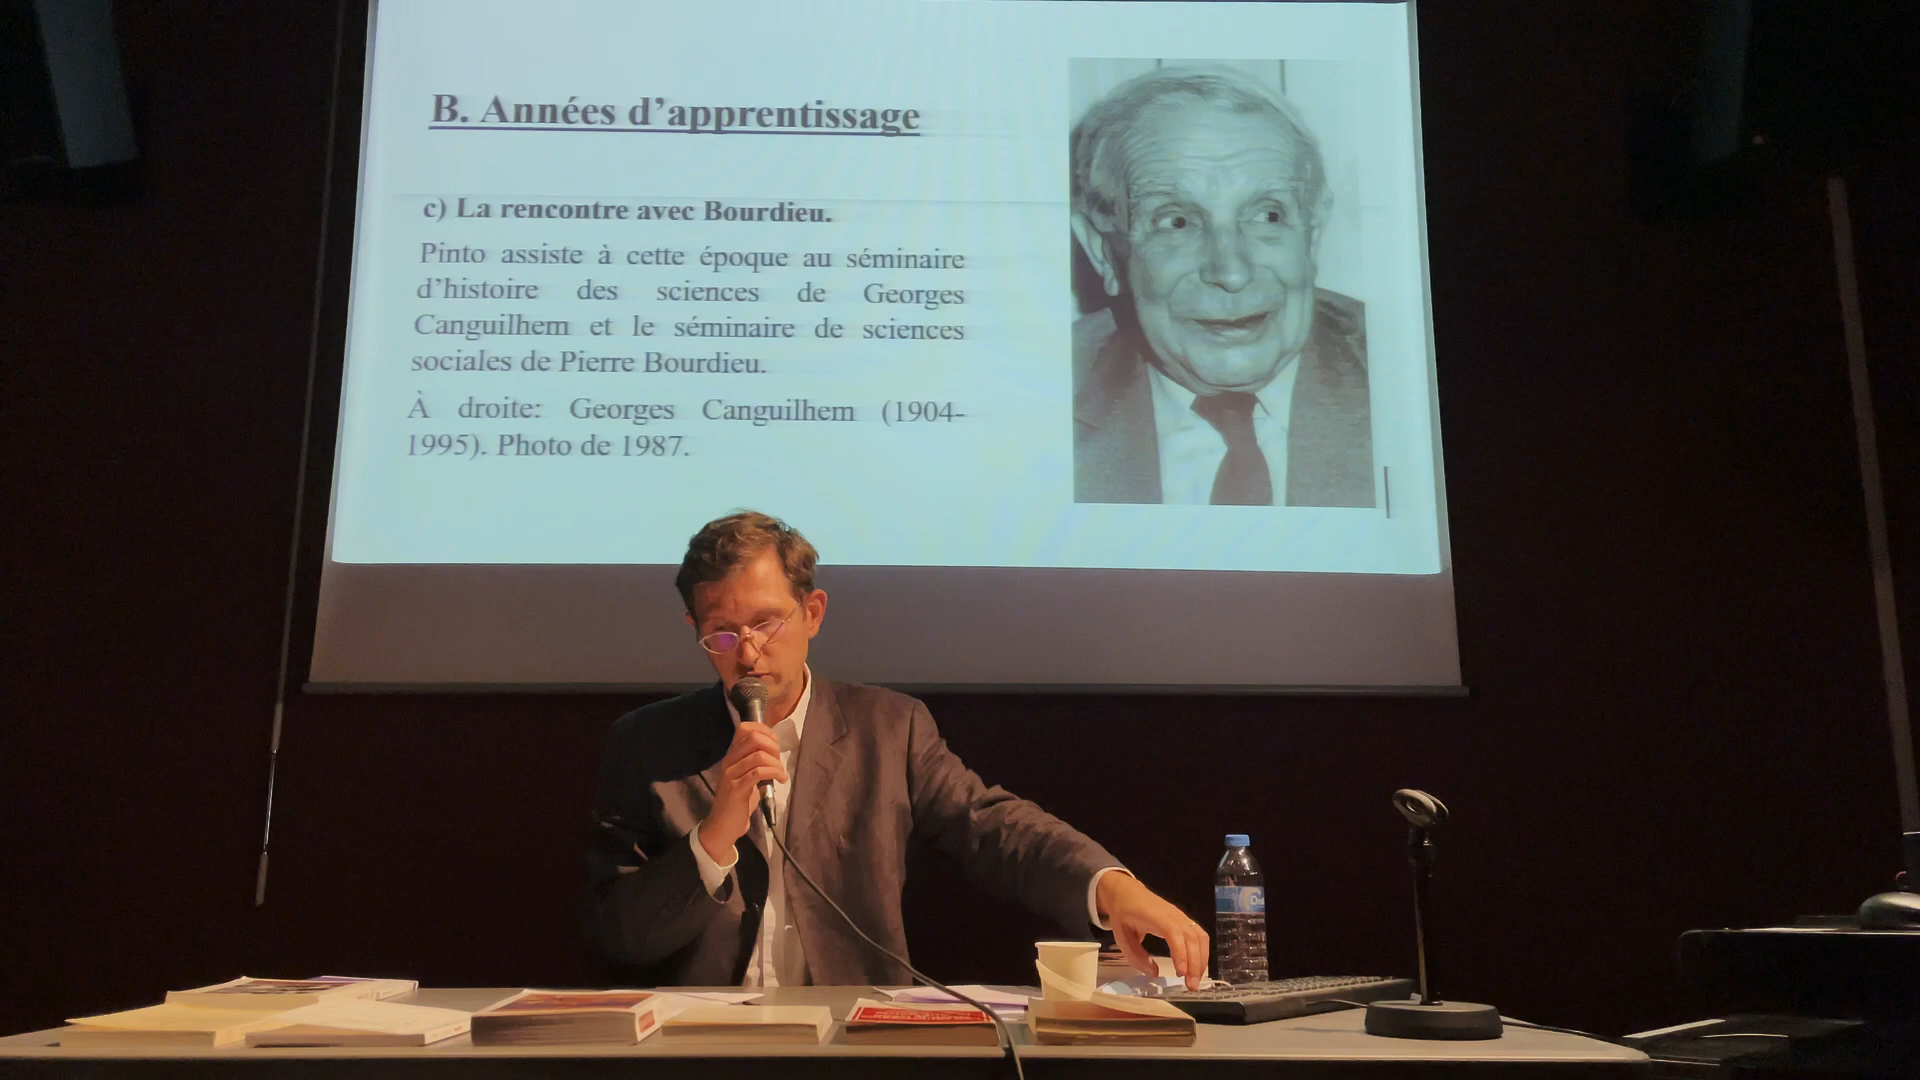 B. Années d'apprentissage
c) La rencontre avec Bourdieu.
Pinto assiste à cette époque au séminaire
d'histoire des sciences de Georges
Canguilhem et le séminaire de sciences
sociales de Pierre Bourdieu.
À droite: Georges Canguilhem (1904-
1995). Photo de 1987.